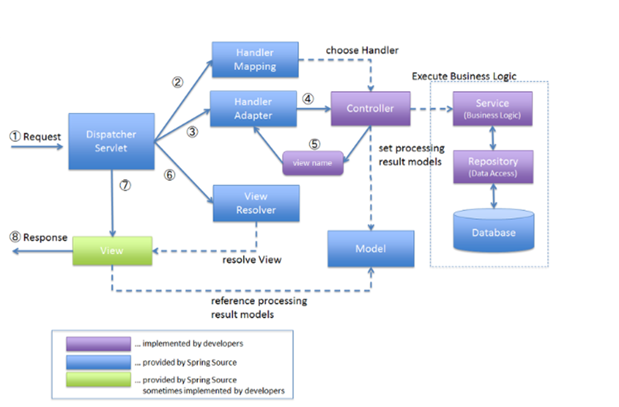 Handler
Mapping
choose Handler
②
Execute Business Logic
Handler
Adapter
④
Controller
Service
(Business Logic)
① Request
Dispatcher
Servlet
③
⑤
view name
set processing
result models
Repository
(Data Access)
⑥
⑦
View
Resolver
Database
⑧ Response
View
resolve View
Model
reference processing
result models
... implemented by developers
... provided by Spring Source
... provided by Spring Source
sometimes implemented by developers